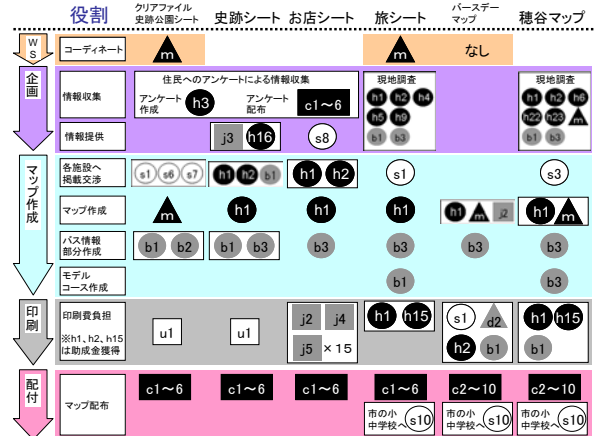 役割
クリアファイル
史跡公園シート
史跡シート
お店シート
旅シート
バースデー
マップ
穂谷マップ
WS
コーディネート
m
m
なし
企画
情報収集
住民へのアンケートによる情報収集
アンケート
作成
h3
アンケート
配布
c1～6
現地調査
h1 h2 h4
h5 h9
b1 b3
現地調査
h1 h2 h6
h22 h23 m
b1 b3
情報提供
j3 h16
s8
マップ作成
各施設へ
掲載交渉
s1 s6 s7
h1 h2 b1
h1 h2
s1
s3
マップ作成
m
h1
h1
h1
h1 m j2
h1 m
バス情報
部分作成
b1 b2
b1 b3
b3
b3
b3
b3
モデル
コース作成
b1
b3
印刷
印刷費負担
※h1、h2、h15
は助成金獲得
u1
u1
j2 j4
j5 ×15
h1 h15
s1 d2
h2 b1
h1 h15
b1
配付
マップ配布
c1～6
c1～6
c1～6
c1～6
c2～10
c2～10
市の小
中学校へ s10
市の小
中学校へ s10
市の小
中学校へ s10